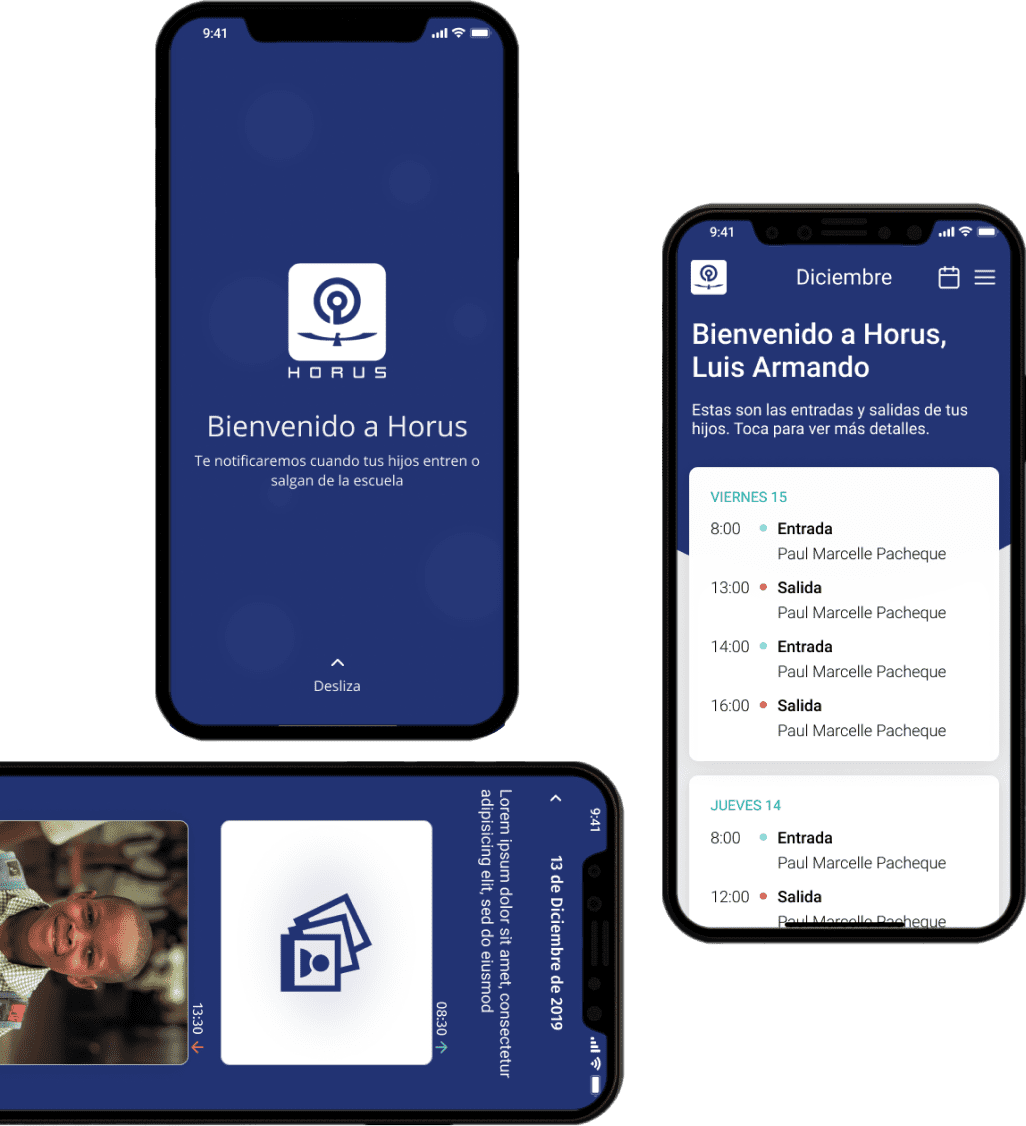 9:41
HORUS
Bienvenido a Horus
Te notificaremos cuando tus hijos entren o
salgan de la escuela
Desliza
9:41
Diciembre
Bienvenido a Horus,
Luis Armando
Estas son las entradas y salidas de tus
hijos. Toca para ver más detalles.
VIERNES 15
8:00 Entrada
Paul Marcelle Pacheque
13:00 Salida
Paul Marcelle Pacheque
14:00 Entrada
Paul Marcelle Pacheque
16:00 Salida
Paul Marcelle Pacheque
JUEVES 14
8:00 Entrada
Paul Marcelle Pacheque
12:00 Salida
Paul Marcelle Pacheque
9:41
13 de Diciembre de 2019
Lorem ipsum dolor sit amet, consectetur
adipisicing elit, sed do eiusmod
08:30
13:30